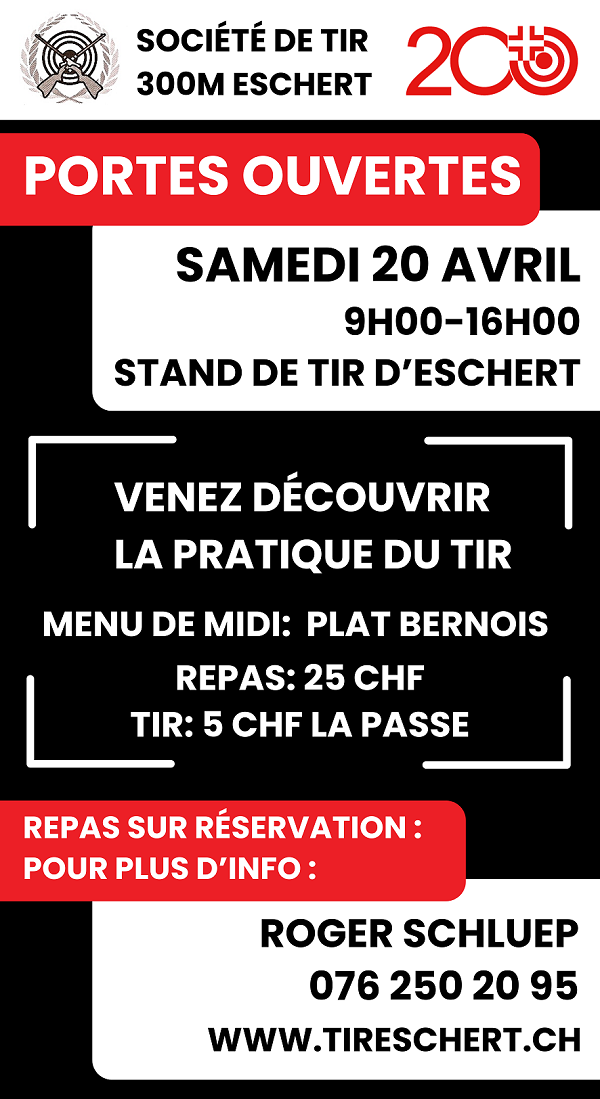 SOCIÉTÉ DE TIR
300M ESCHERT
200
PORTES OUVERTES
SAMEDI 20 AVRIL
9H00-16H00
STAND DE TIR D'ESCHERT
VENEZ DÉCOUVRIR
LA PRATIQUE DU TIR
MENU DE MIDI: PLAT BERNOIS
REPAS: 25 CHF
TIR: 5 CHF LA PASSE
REPAS SUR RÉSERVATION :
POUR PLUS D'INFO :
ROGER SCHLUEP
076 250 20 95
WWW.TIRESCHERT.CH